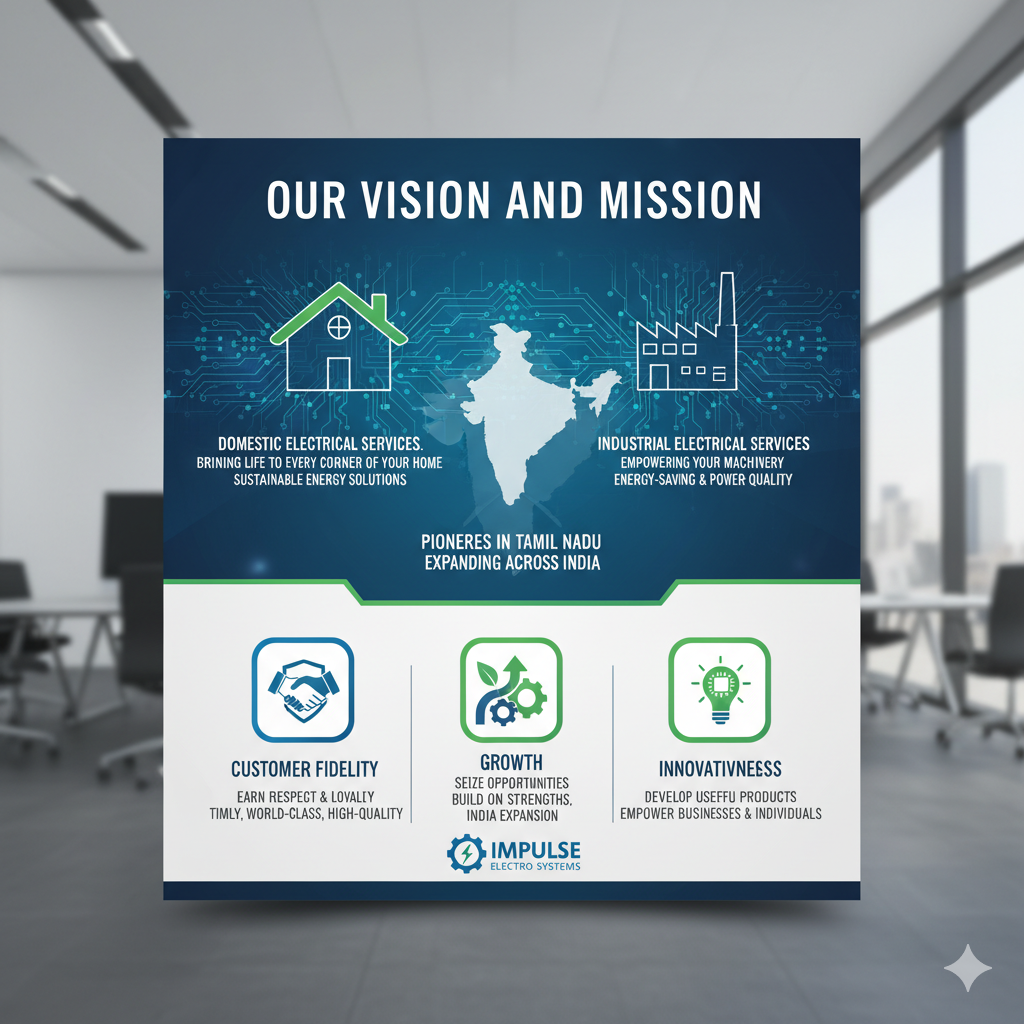 OUR VISION AND MISSION
DOMESTIC ELECTRICAL SERVICES.
BRINING LIFE TO EVERY CORNER OF YOUR HOME
SUSTAINABLE ENERGY SOLUTIONS
INDUSTRIAL ELECTRICAL SERVICES
EMPOWERING YOUR MACHINERY
ENERGY-SAVING & POWER QUALITY
PIONERES IN TAMIL NADU
EXPANDING ACROSS INDIA
CUSTOMER FIDELITY
EARN RESPECT & LOVALIY
TIMLY, WORLD-CLASS, HIGH-QUALITY
GROWTH
SEIZE OPPORTUNITIES
BUILD ON STRENGTHS,
INDIA EXPANSION
INNOVATIVNESS
DEVELOP USEFFU PRODUCTS
EMPOWER BUSINESSES & INDIVIDUALS
IMPULSE
ELECTRO SYSTEMS